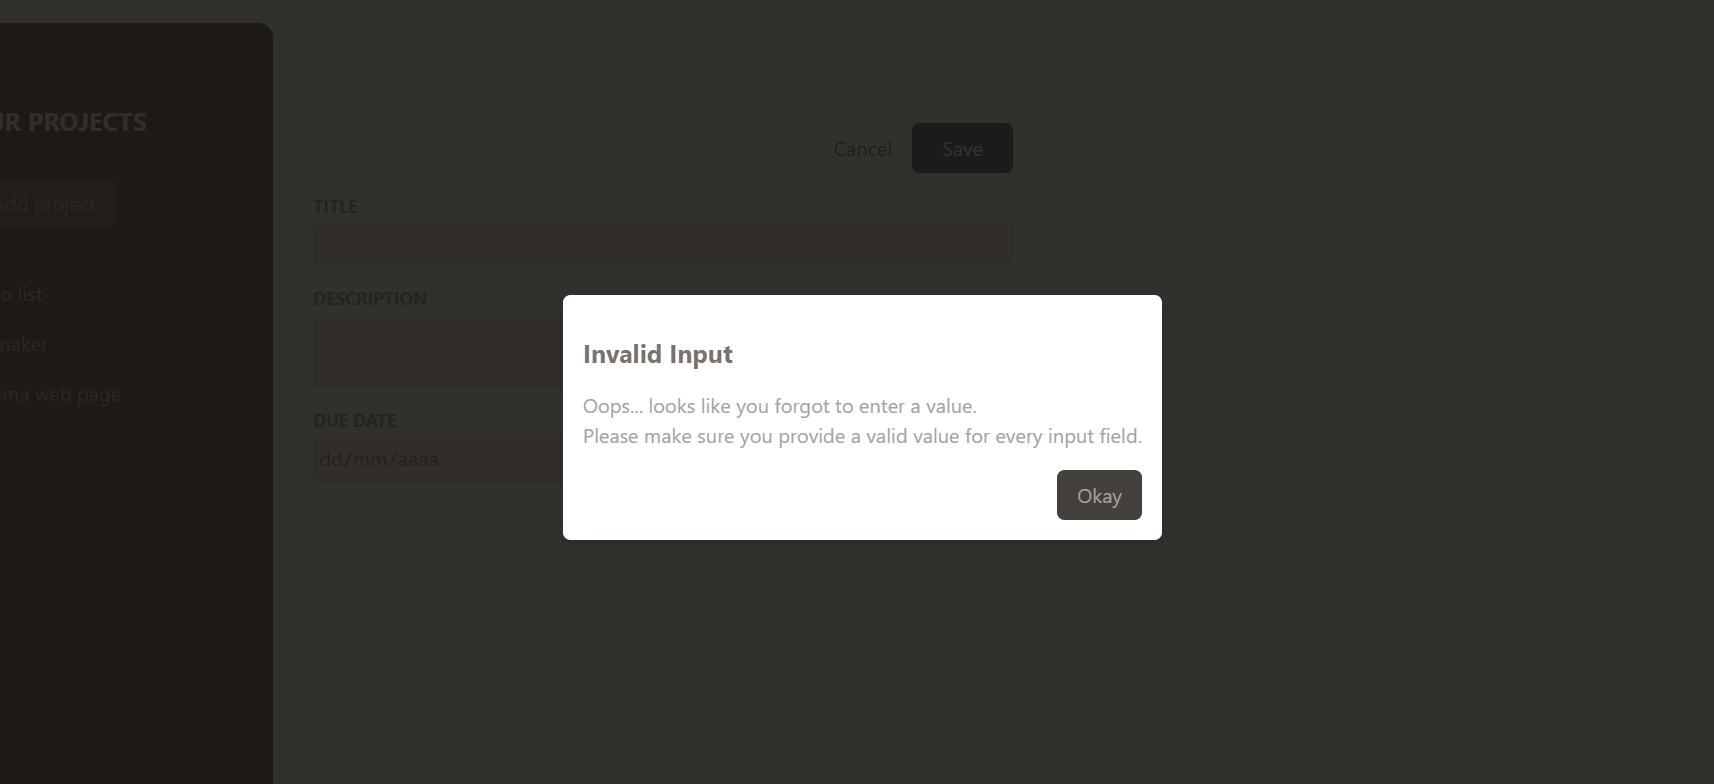 UR PROJECTS
Add project
o list
maker
ema web page
Cancel
Save
TITLE
DESCRIPTION
DUE DATE
dd/mm/aaaa
Invalid Input
Oops... looks like you forgot to enter a value.
Please make sure you provide a valid value for every input field.
Okay